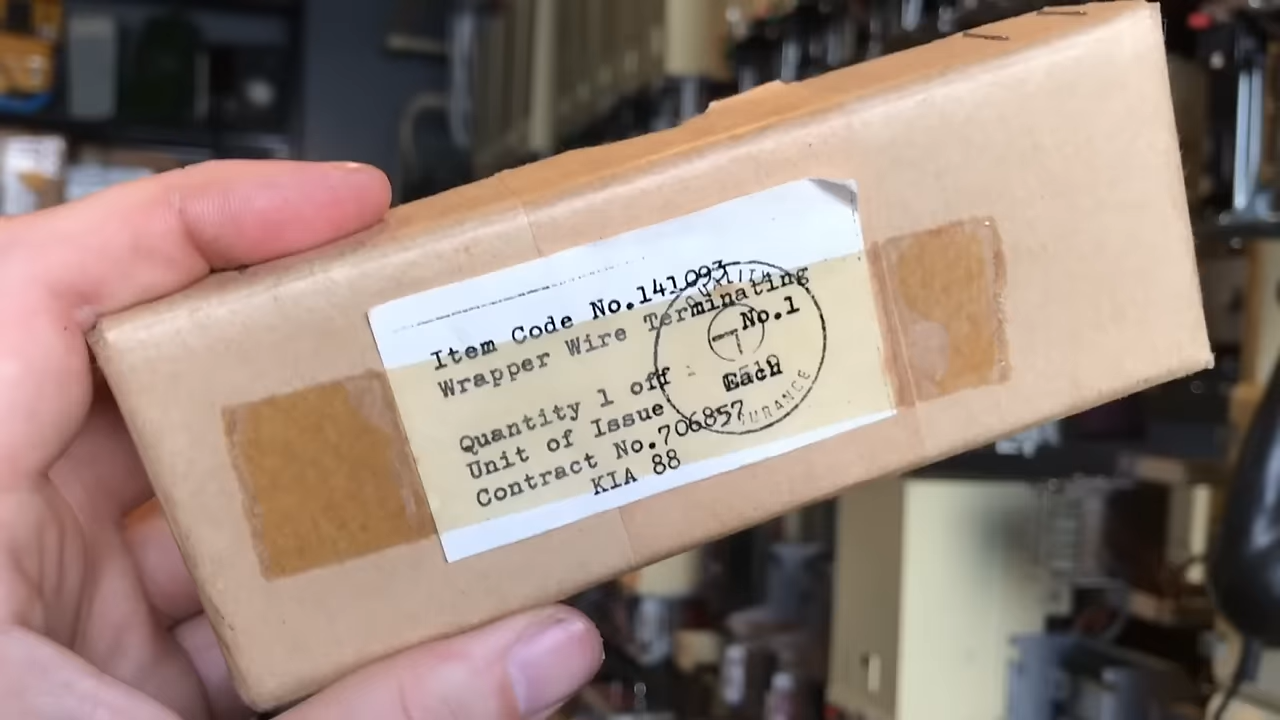 Item Code No.141093
Wrapper Wire Terminating
No.1
Quantity 1 off
Unit of Issue Each
Contract No.706857
KIA 88